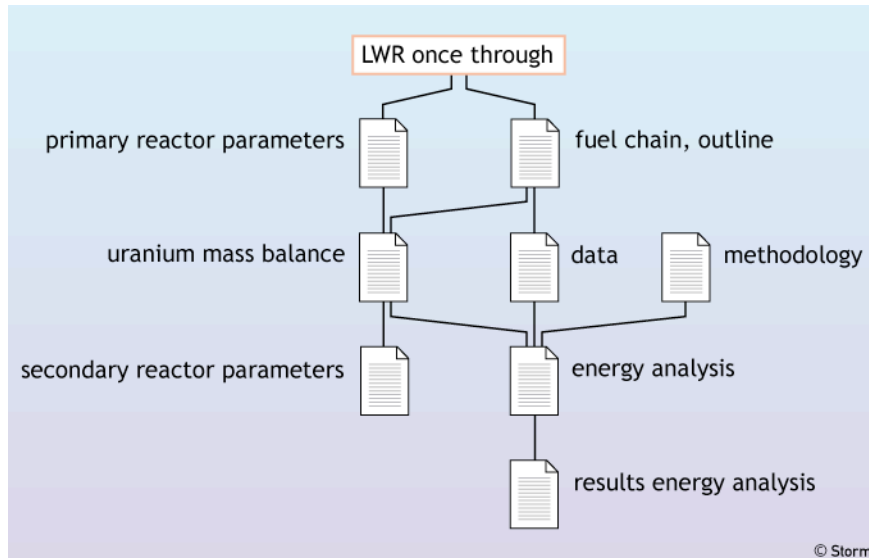 LWR once through
primary reactor parameters
fuel chain, outline
uranium mass balance
data
methodology
secondary reactor parameters
energy analysis
results energy analysis
© Storm